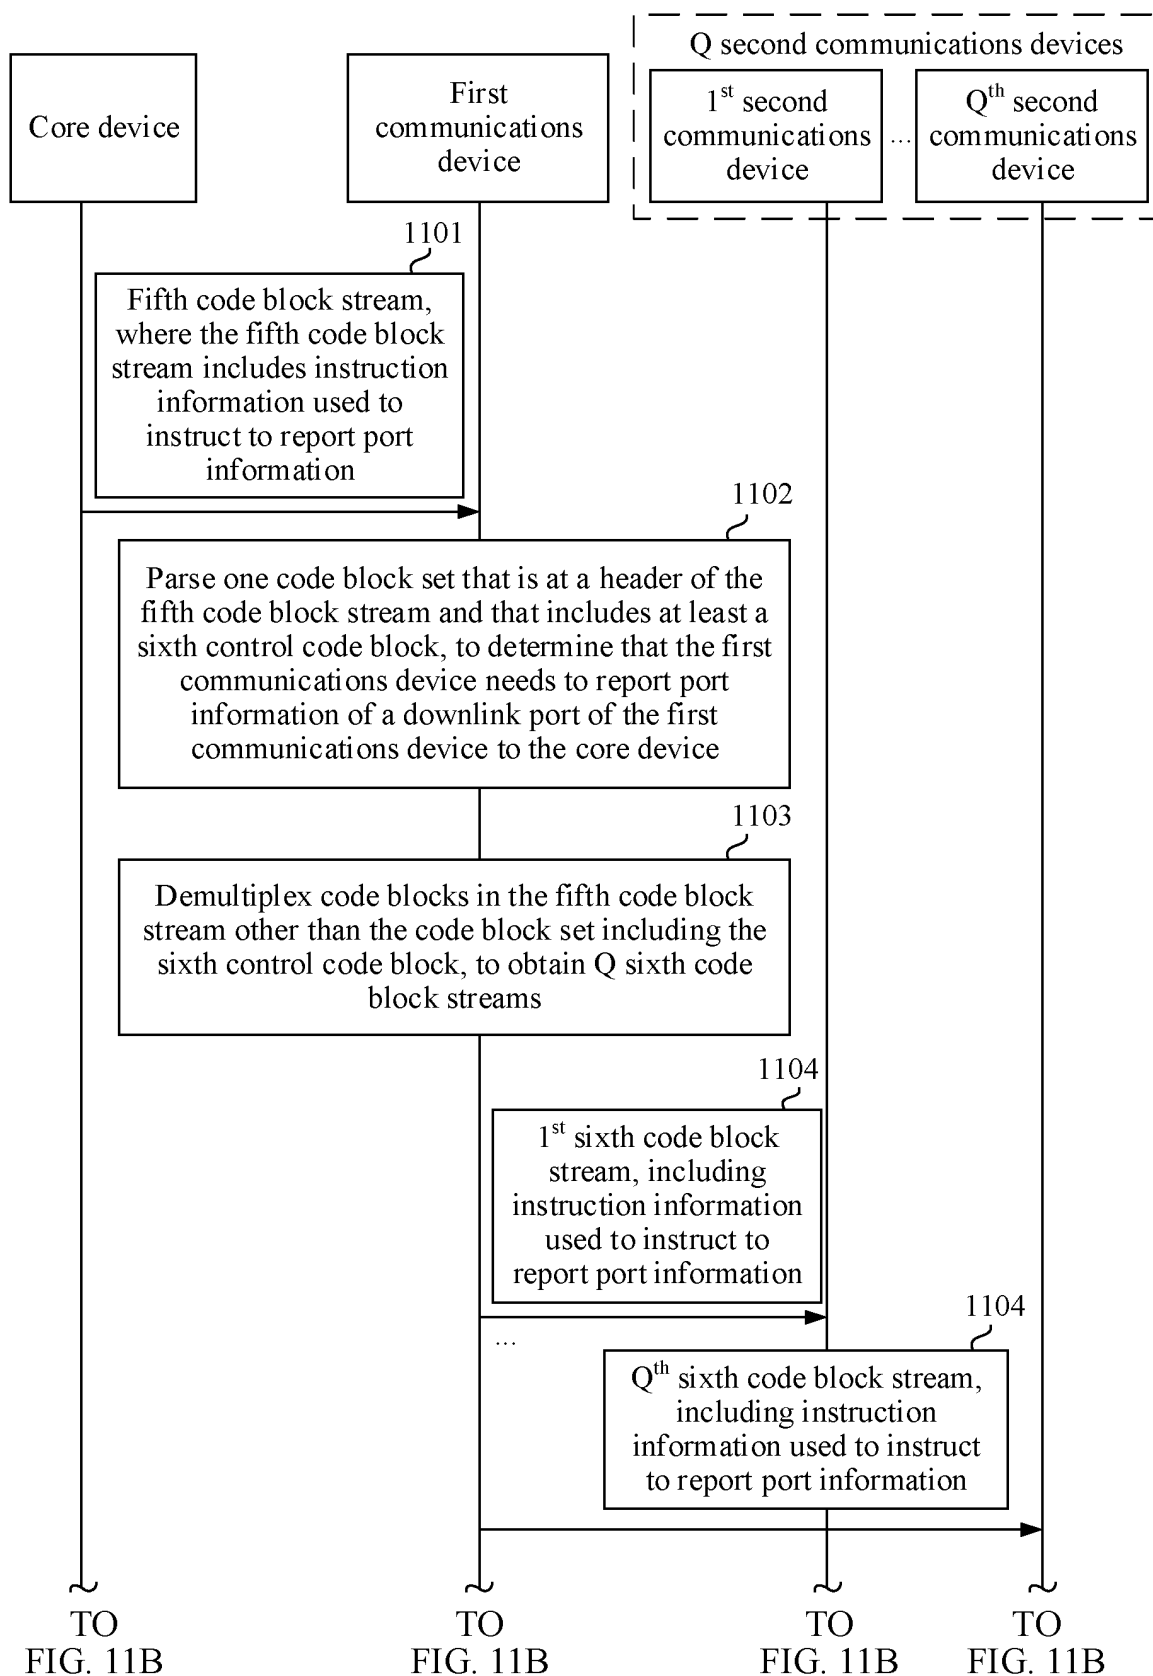 Q second communications devices
Core device
First
communications
device
1st second
communications
device
...
Qth second
communications
device
1101
Fifth code block stream,
where the fifth code block
stream includes instruction
information used to
instruct to report port
information
1102
Parse one code block set that is at a header of the
fifth code block stream and that includes at least a
sixth control code block, to determine that the first
communications device needs to report port
information of a downlink port of the first
communications device to the core device
1103
Demultiplex code blocks in the fifth code block
stream other than the code block set including the
sixth control code block, to obtain Q sixth code
block streams
1104
1st sixth code block
stream, including
instruction information
used to instruct to
report port information
...
1104
Qth sixth code block stream,
including instruction
information used to instruct
to report port information
TO
FIG. 11B
TO
FIG. 11B
TO
FIG. 11B
TO
FIG. 11B